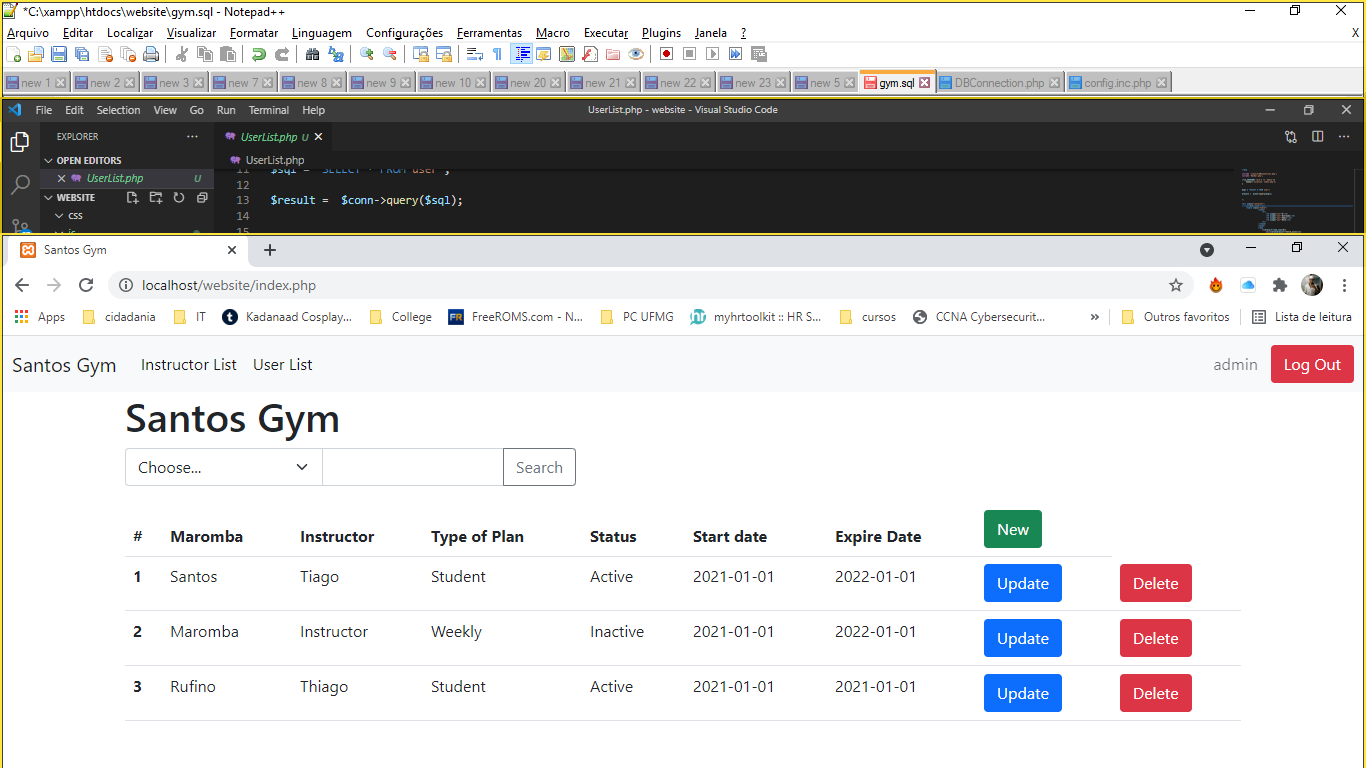 *C:\xampp\htdocs\website\gym.sql - Notepad++
Arquivo Editar Localizar Visualizar Formatar Linguagem Configurações Ferramentas Macro Executar Plugins Janela ? X
new 1 new 2 new 3 new 7 new 8 new 9 new 10 new 20 new 21 new 22 new 23 new 5 gym.sql DBConnection.php config.inc.php
File Edit Selection View Go Run Terminal Help UserList.php - website - Visual Studio Code
EXPLORER ... UserList.php U
OPEN EDITORS UserList.php
UserList.php U 11 $sql = "SELECT * FROM user";
12
WEBSITE 13 $result = $conn->query($sql);
css 14
js 15
Santos Gym
localhost/website/index.php
Apps cidadania IT Kadanaad Cosplay... College FR FreeROMS.com - N... PC UFMG myhrtoolkit :: HR S... cursos CCNA Cybersecurit... » Outros favoritos Lista de leitura
Santos Gym Instructor List User List admin Log Out
Santos Gym
Choose... Search
# Maromba Instructor Type of Plan Status Start date Expire Date New
1 Santos Tiago Student Active 2021-01-01 2022-01-01 Update Delete
2 Maromba Instructor Weekly Inactive 2021-01-01 2022-01-01 Update Delete
3 Rufino Thiago Student Active 2021-01-01 2021-01-01 Update Delete